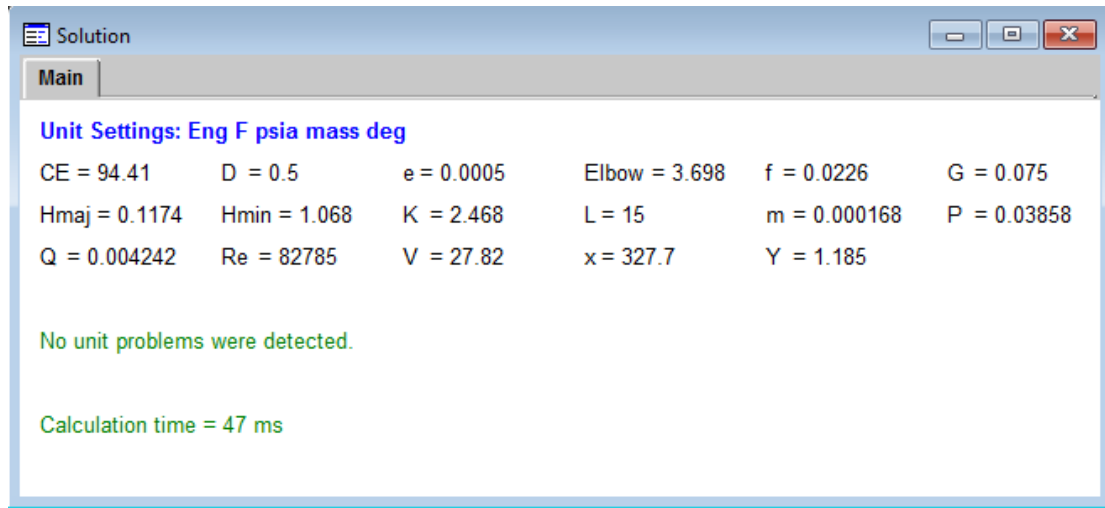 Solution
Main
Unit Settings: Eng F psia mass deg
CE = 94.41 D = 0.5 e = 0.0005 Elbow = 3.698 f = 0.0226 G = 0.075
Hmaj = 0.1174 Hmin = 1.068 K = 2.468 L = 15 m = 0.000168 P = 0.03858
Q = 0.004242 Re = 82785 V = 27.82 x = 327.7 Y = 1.185
No unit problems were detected.
Calculation time = 47 ms